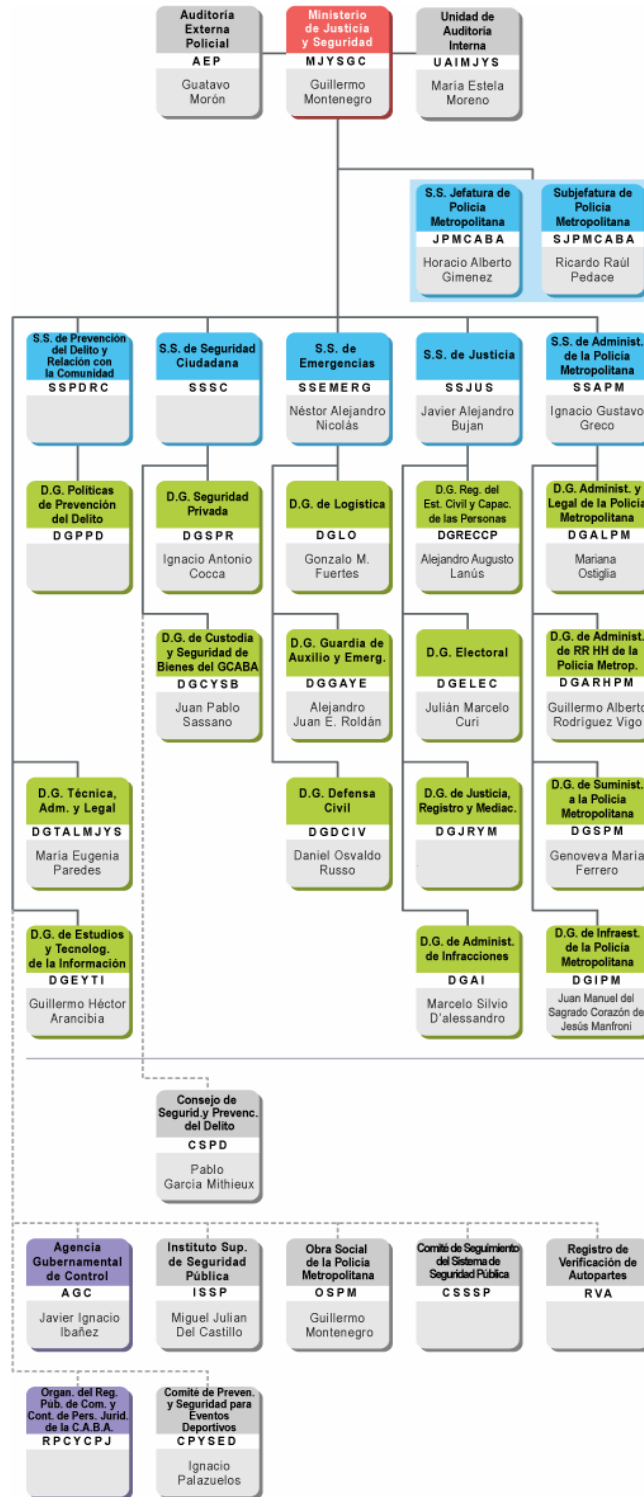 Auditoría
Externa
Policial
AEP
Guatavo
Morón
Ministerio
de Justicia
y Seguridad
MJYSGC
Guillermo
Montenegro
Unidad de
Auditoría
Interna
UAIMJYS
María Estela
Moreno
S.S. Jefatura de
Policía
Metropolitana
JPMCABA
Horacio Alberto
Gimenez
Subjefatura de
Policía
Metropolitana
SJPMCABA
Ricardo Raùl
Pedace
S.S. de Prevención
del Delito y
Relación con
la Comunidad
SSPDRC
S.S. de Seguridad
Ciudadana
SSSC
S.S. de
Emergencias
SSEMERG
Néstor Alejandro
Nicolás
S.S. de Justicia
SSJUS
Javier Alejandro
Bujan
S.S. de Administ.
de la Policía
Metropolitana
SSAPM
Ignacio Gustavo
Greco
D.G. Políticas
de Prevención
del Delito
DGPPD
D.G. Seguridad
Privada
DGSPR
Ignacio Antonio
Cocca
D.G. de Logística
DGLO
Gonzalo M.
Fuertes
D.G. Reg. del
Est. Civil y Capac.
de las Personas
DGRECCP
Alejandro Augusto
Lanús
D.G. Administ. y
Legal de la Policía
Metropolitana
DGALPM
Mariana
Ostiglia
D.G. de Custodia
y Seguridad de
Bienes del GCABA
DGCYSB
Juan Pablo
Sassano
D.G. Guardia de
Auxilio y Emerg.
DGGAYE
Alejandro
Juan E. Roldán
D.G. Electoral
DGELEC
Julián Marcelo
Curi
D.G. de Administ.
de RR HH de la
Policía Metrop.
DGARHPM
Guillermo Alberto
Rodríguez Vigo
D.G. Técnica,
Adm. y Legal
DGTALMJYS
María Eugenia
Paredes
D.G. Defensa
Civil
DGDCIV
Daniel Osvaldo
Russo
D.G. de Justicia,
Registro y Mediac.
DGJRYM
D.G. de Suminist.
a la Policía
Metropolitana
DGSPM
Genoveva María
Ferrero
D.G. de Estudios
y Tecnolog.
de la Información
DGEYTI
Guillermo Héctor
Arancibia
D.G. de Administ.
de Infracciones
DGAI
Marcelo Silvio
D'alessandro
D.G. de Infraest.
de la Policía
Metropolitana
DGIPM
Juan Manuel del
Sagrado Corazón de
Jesús Manfroni
Consejo de
Segurid.y Prevenc.
del Delito
CSPD
Pablo
García Mithieux
Agencia
Gubernamental
de Control
AGC
Javier Ignacio
Ibañez
Instituto Sup.
de Seguridad
Pública
ISSP
Miguel Julian
Del Castillo
Obra Social
de la Policía
Metropolitana
OSPM
Guillermo
Montenegro
Comité de Seguimiento
del Sistema de
Seguridad Pública
CSSSP
Registro de
Verificación de
Autopartes
RVA
Organ. del Reg.
Púb. de Com. y
Cont. de Pers. Jurid.
de la C.A.B.A.
RPCYCPJ
Comité de Preven.
y Seguridad para
Eventos
Deportivos
CPYSED
Ignacio
Palazuelos